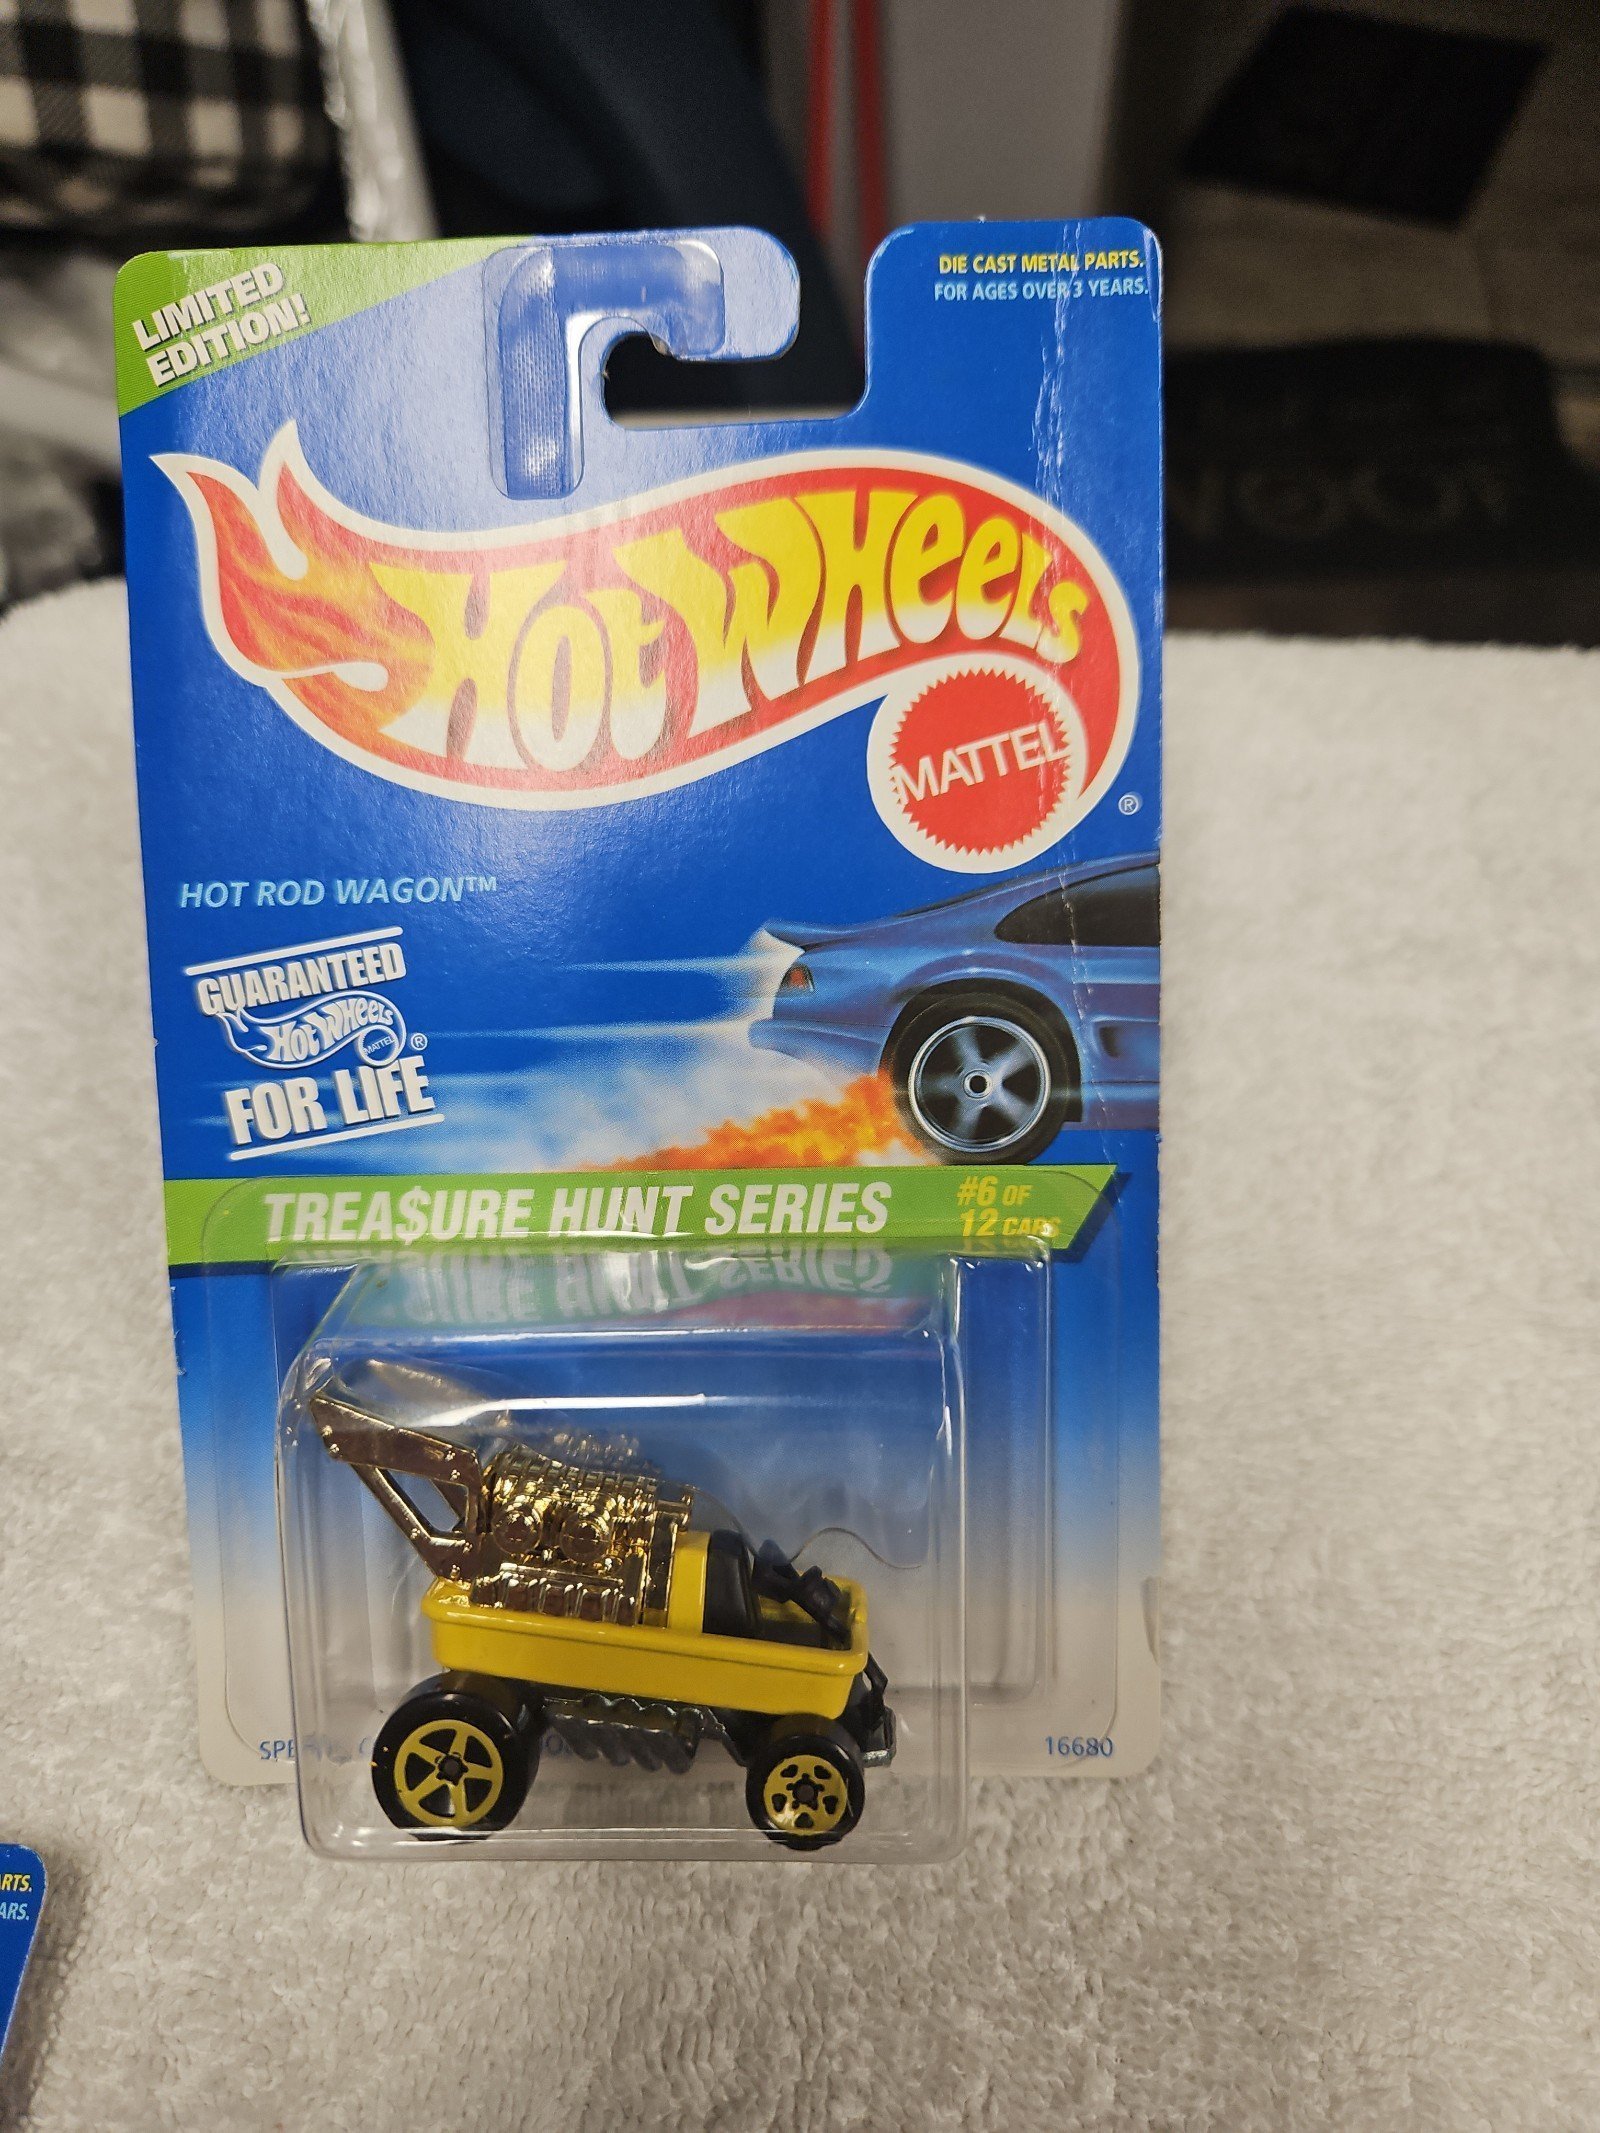 LIMITED
EDITION!
DIE CAST METAL PARTS.
FOR AGES OVER 3 YEARS.
HOT WHEELS
MATTEL
®
HOT ROD WAGON™
GUARANTEED
HOT WHEELS
MATTEL
®
FOR LIFE
TREA$URE HUNT SERIES
#6 OF
12 CARS
16680